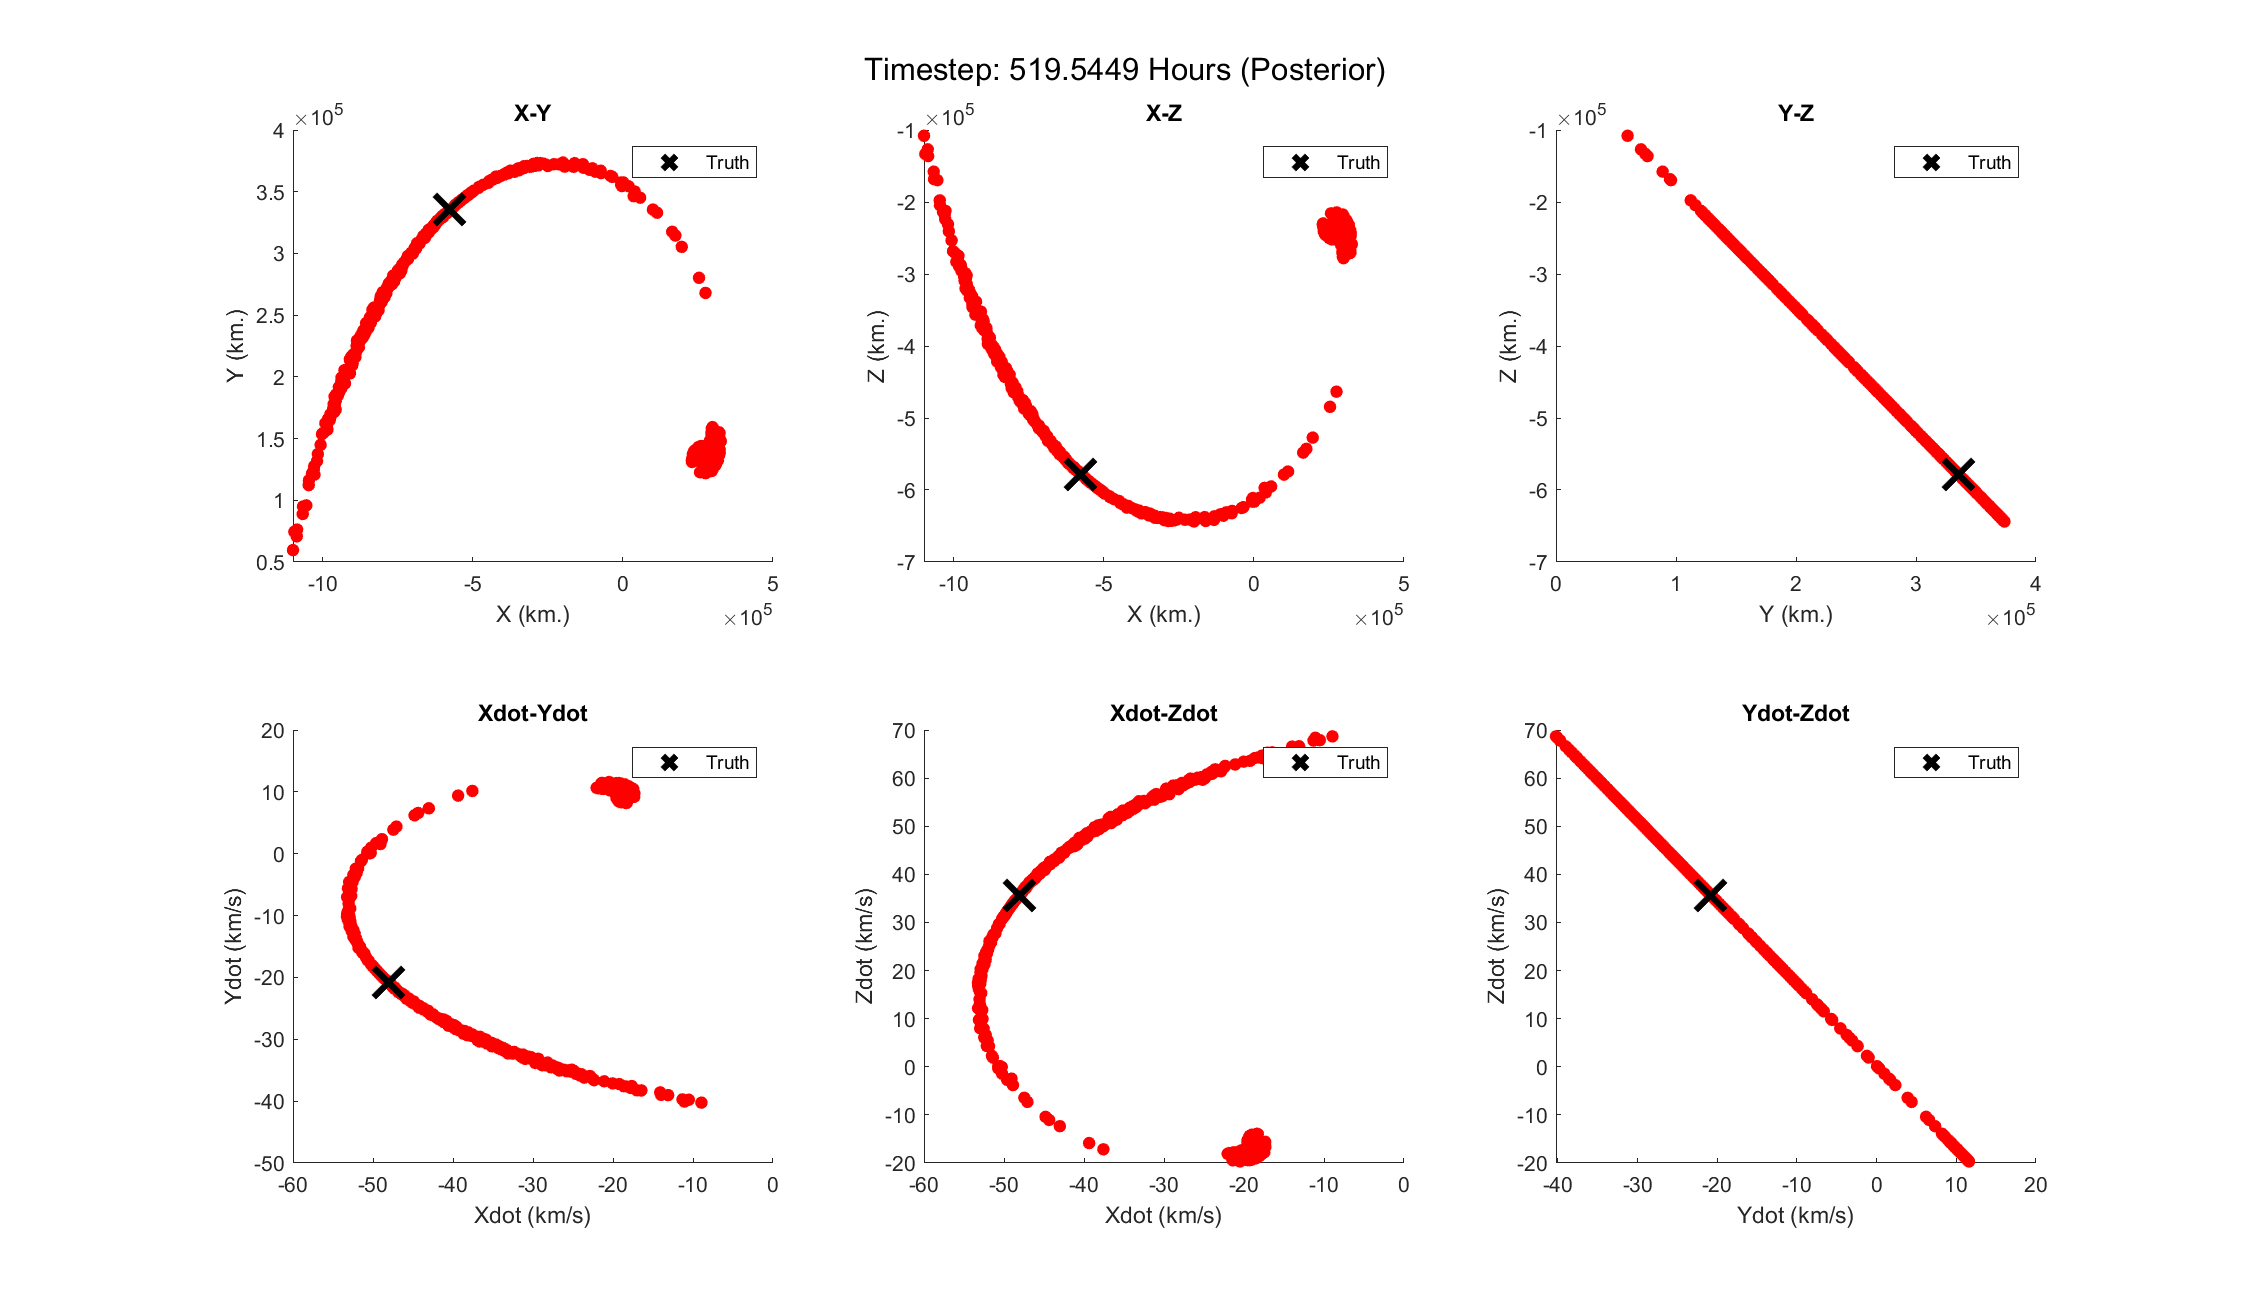 Timestep: 519.5449 Hours (Posterior)
X-Y
×10^5
4
3.5
3
2.5
2
1.5
1
0.5
Y (km.)
-10 -5 0 5
X (km.)
×10^5
Truth
X-Z
×10^5
-1
-2
-3
-4
-5
-6
-7
Z (km.)
-10 -5 0 5
X (km.)
×10^5
Truth
Y-Z
×10^5
-1
-2
-3
-4
-5
-6
-7
Z (km.)
0 1 2 3 4
Y (km.)
×10^5
Truth
Xdot-Ydot
20
10
0
-10
-20
-30
-40
-50
Ydot (km/s)
-60 -50 -40 -30 -20 -10 0
Xdot (km/s)
Truth
Xdot-Zdot
70
60
50
40
30
20
10
0
-10
-20
Zdot (km/s)
-60 -50 -40 -30 -20 -10 0
Xdot (km/s)
Truth
Ydot-Zdot
70
60
50
40
30
20
10
0
-10
-20
Zdot (km/s)
-40 -30 -20 -10 0 10 20
Ydot (km/s)
Truth